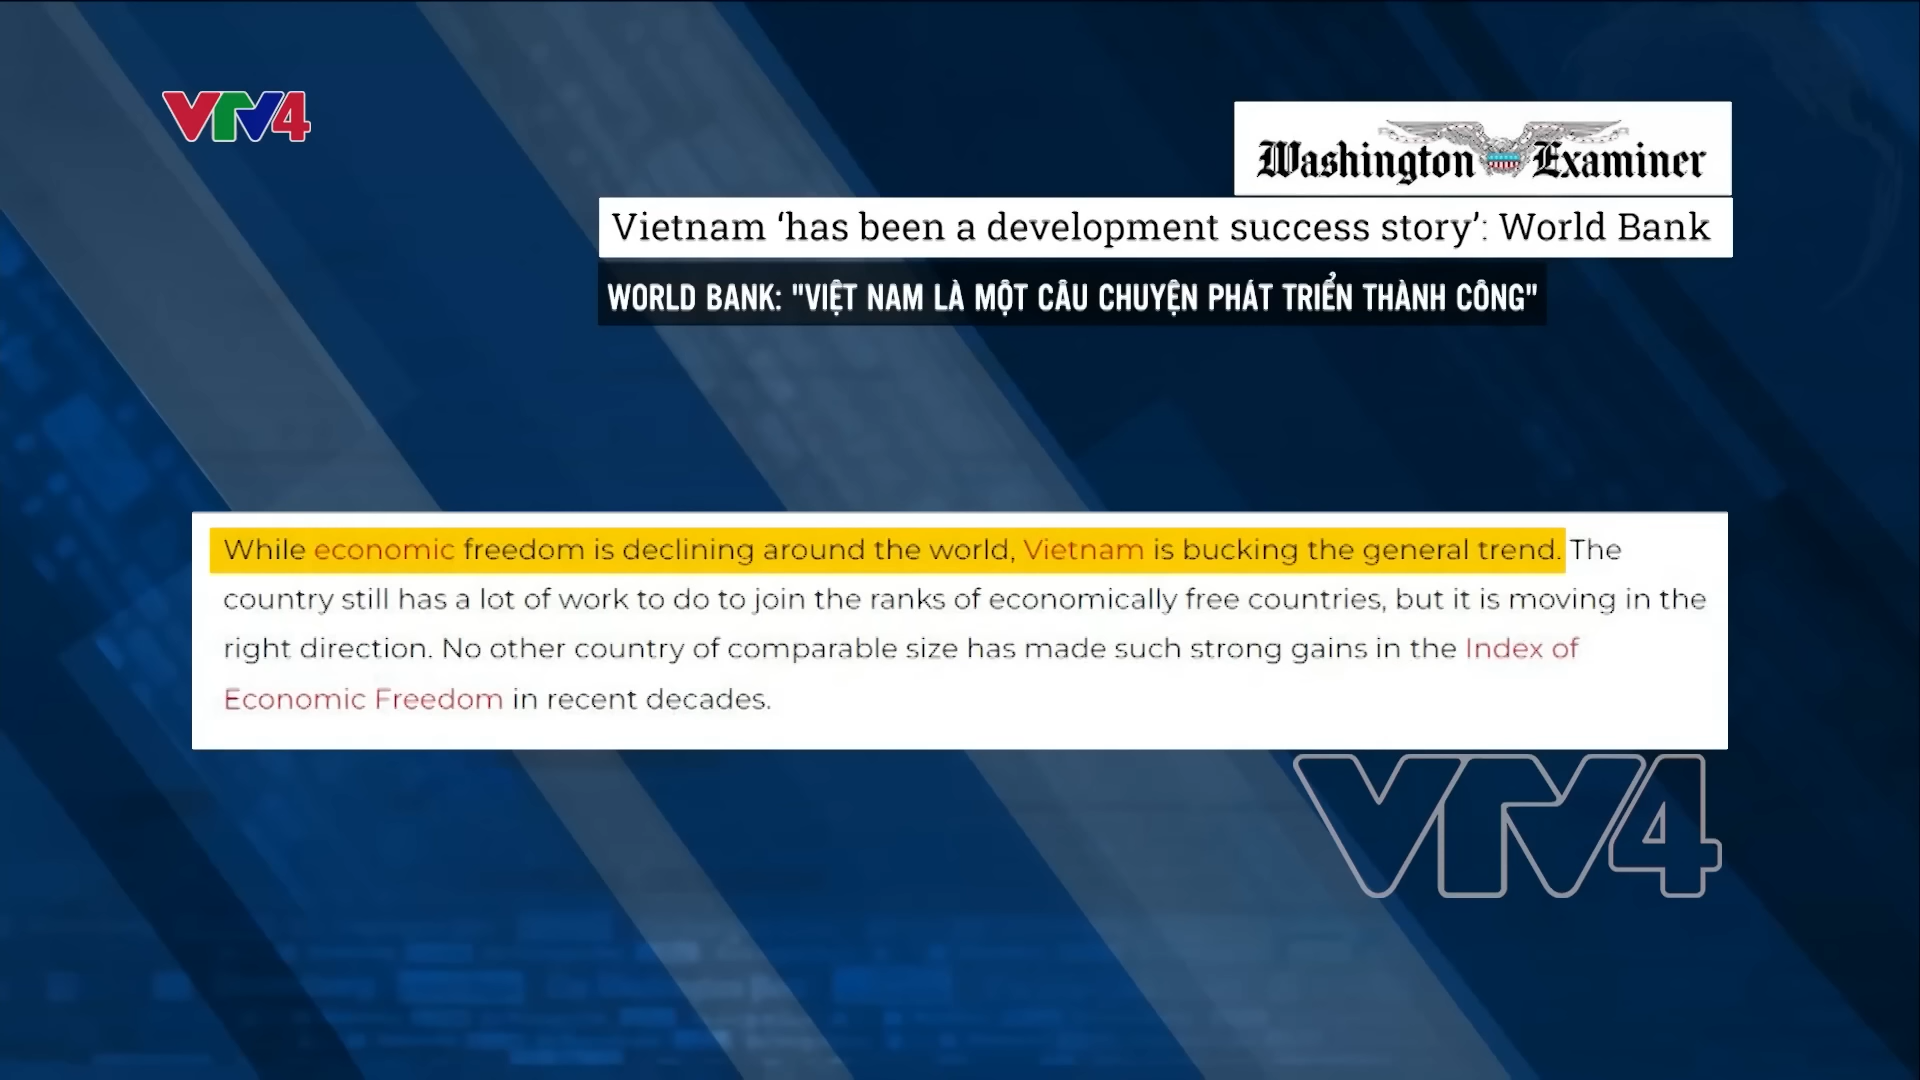 VTV4
Washington Examiner
Vietnam ‘has been a development success story’: World Bank
WORLD BANK: "VIỆT NAM LÀ MỘT CÂU CHUYỆN PHÁT TRIỂN THÀNH CÔNG"
While economic freedom is declining around the world, Vietnam is bucking the general trend. The
country still has a lot of work to do to join the ranks of economically free countries, but it is moving in the
right direction. No other country of comparable size has made such strong gains in the Index of
Economic Freedom in recent decades.
VTV4